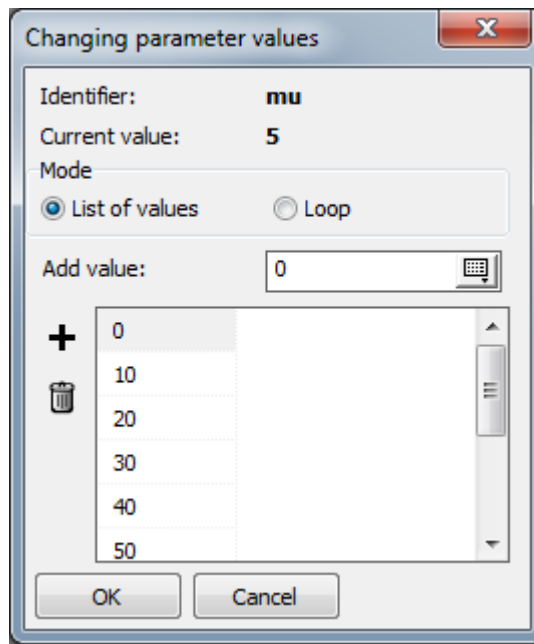 Changing parameter values
Identifier: mu
Current value: 5
Mode
List of values Loop
Add value: 0
0
10
20
30
40
50
OK Cancel